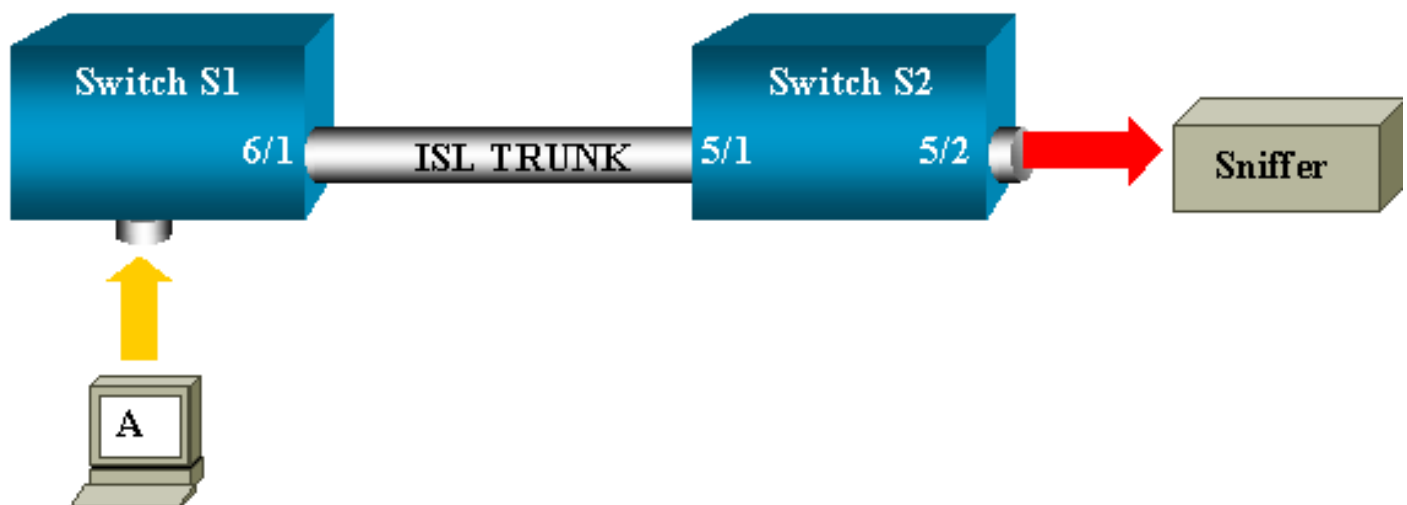 Switch S1
Switch S2
6/1
ISL TRUNK
5/1
5/2
Sniffer
A